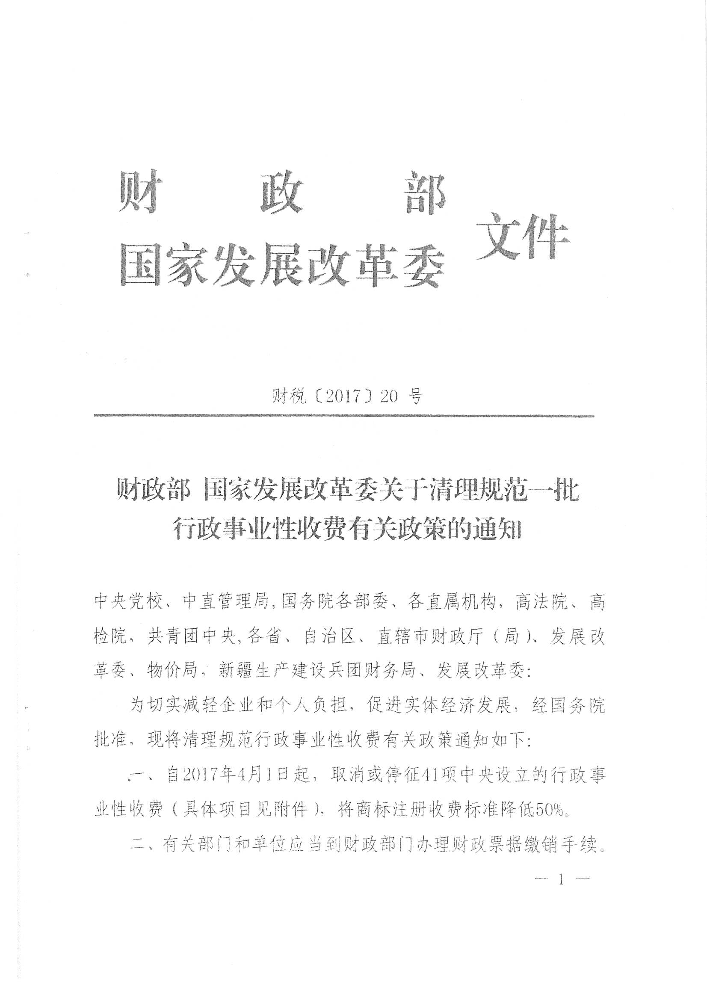 财政部
国家发展改革委
文件
财税〔2017〕20 号
财政部 国家发展改革委关于清理规范一批
行政事业性收费有关政策的通知
中央党校、中直管理局,国务院各部委、各直属机构，高法院、高
检院，共青团中央,各省、自治区、直辖市财政厅（局）、发展改
革委、物价局，新疆生产建设兵团财务局、发展改革委：
为切实减轻企业和个人负担，促进实体经济发展，经国务院
批准，现将清理规范行政事业性收费有关政策通知如下：
一、自2017年4月1日起，取消或停征41项中央设立的行政事
业性收费（具体项目见附件），将商标注册收费标准降低50%。
二、有关部门和单位应当到财政部门办理财政票据缴销手续。
— 1 —